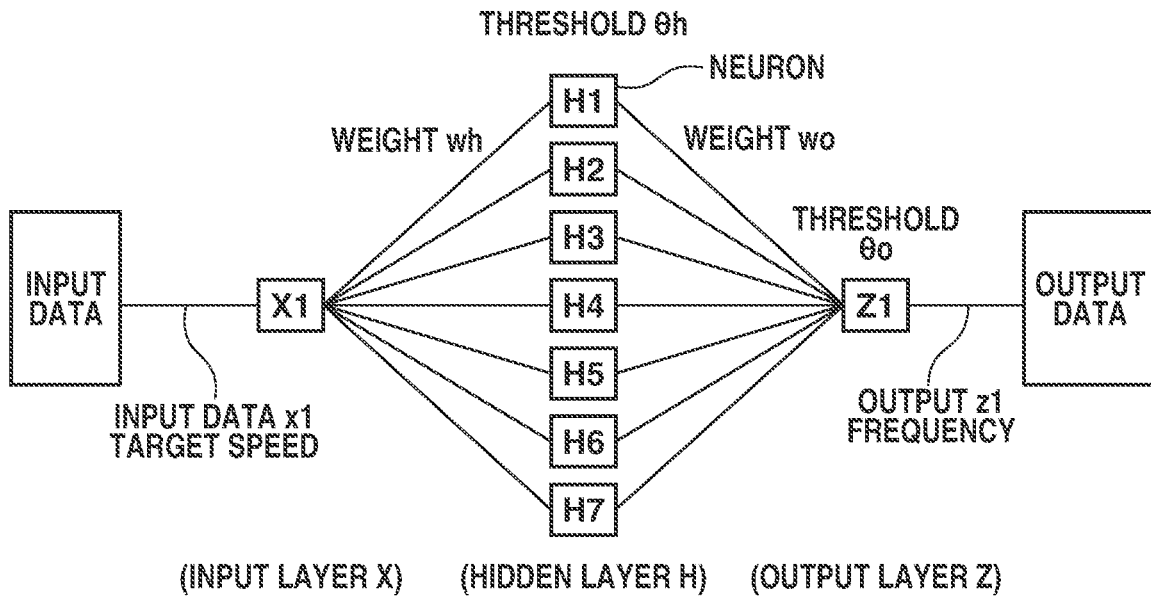 THRESHOLD θh
NEURON
H1
WEIGHT wh
WEIGHT wo
H2
H3
THRESHOLD
θo
INPUT
DATA
X1
H4
Z1
OUTPUT
DATA
H5
INPUT DATA x1
TARGET SPEED
OUTPUT z1
FREQUENCY
H6
H7
(INPUT LAYER X)
(HIDDEN LAYER H)
(OUTPUT LAYER Z)